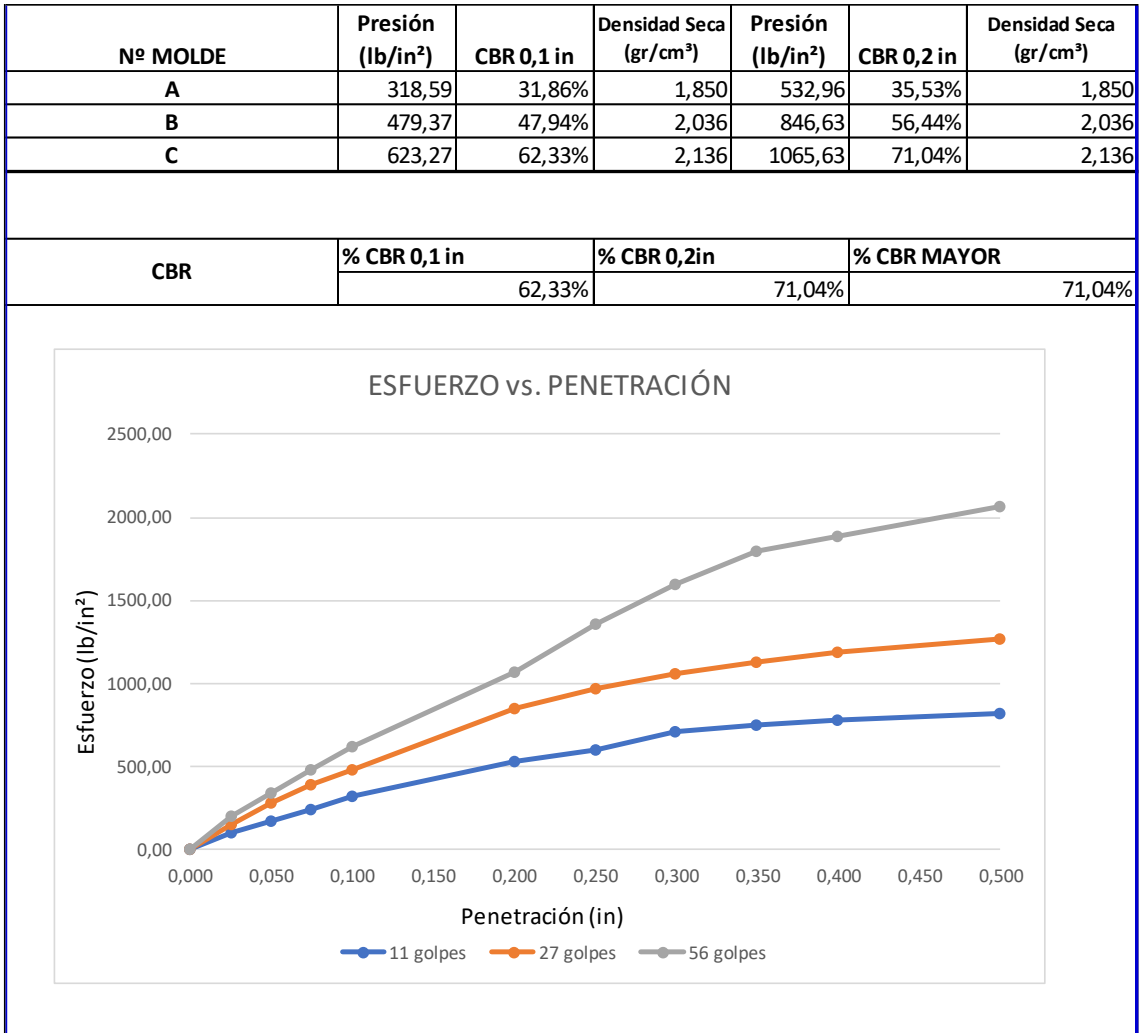 Nº MOLDE Presión (lb/in²) CBR 0,1 in Densidad Seca (gr/cm³) Presión (lb/in²) CBR 0,2 in Densidad Seca (gr/cm³)
A 318,59 31,86% 1,850 532,96 35,53% 1,850
B 479,37 47,94% 2,036 846,63 56,44% 2,036
C 623,27 62,33% 2,136 1065,63 71,04% 2,136
CBR % CBR 0,1 in % CBR 0,2in % CBR MAYOR
62,33% 71,04% 71,04%
ESFUERZO vs. PENETRACIÓN
Esfuerzo (lb/in²)
2500,00
2000,00
1500,00
1000,00
500,00
0,00
0,000 0,050 0,100 0,150 0,200 0,250 0,300 0,350 0,400 0,450 0,500
Penetración (in)
11 golpes 27 golpes 56 golpes